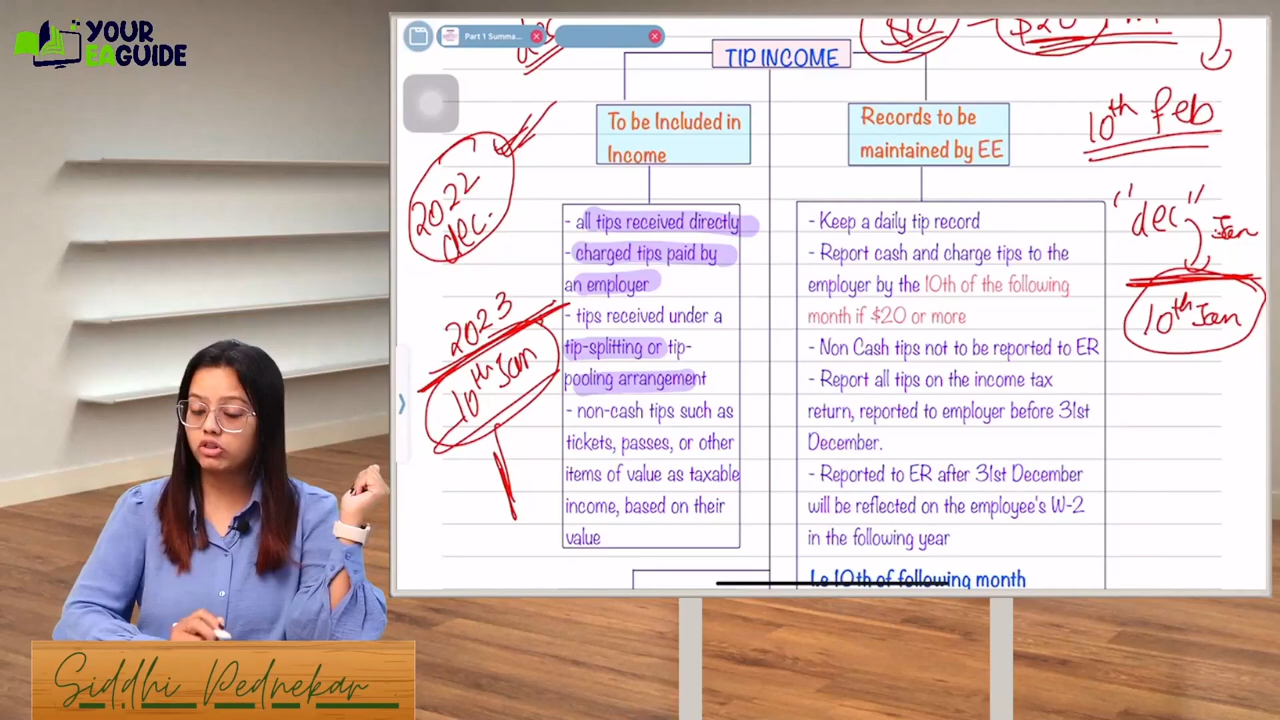 YOUR
EAGUIDE
Part 1 Summa...
$20
TIP INCOME
To be Included in
Income
Records to be
maintained by EE
10th feb
2022
dec.
"dec"
Jan
10th Jan
2023
10th Jan
- all tips received directly
- charged tips paid by
an employer
- tips received under a
tip-splitting or tip-
pooling arrangement
- non-cash tips such as
tickets, passes, or other
items of value as taxable
income, based on their
value
- Keep a daily tip record
- Report cash and charge tips to the
employer by the 10th of the following
month if $20 or more
- Non Cash tips not to be reported to ER
- Report all tips on the income tax
return, reported to employer before 31st
December.
- Reported to ER after 31st December
will be reflected on the employee's W-2
in the following year
I.e 10th of following month
Siddhi Pednekar